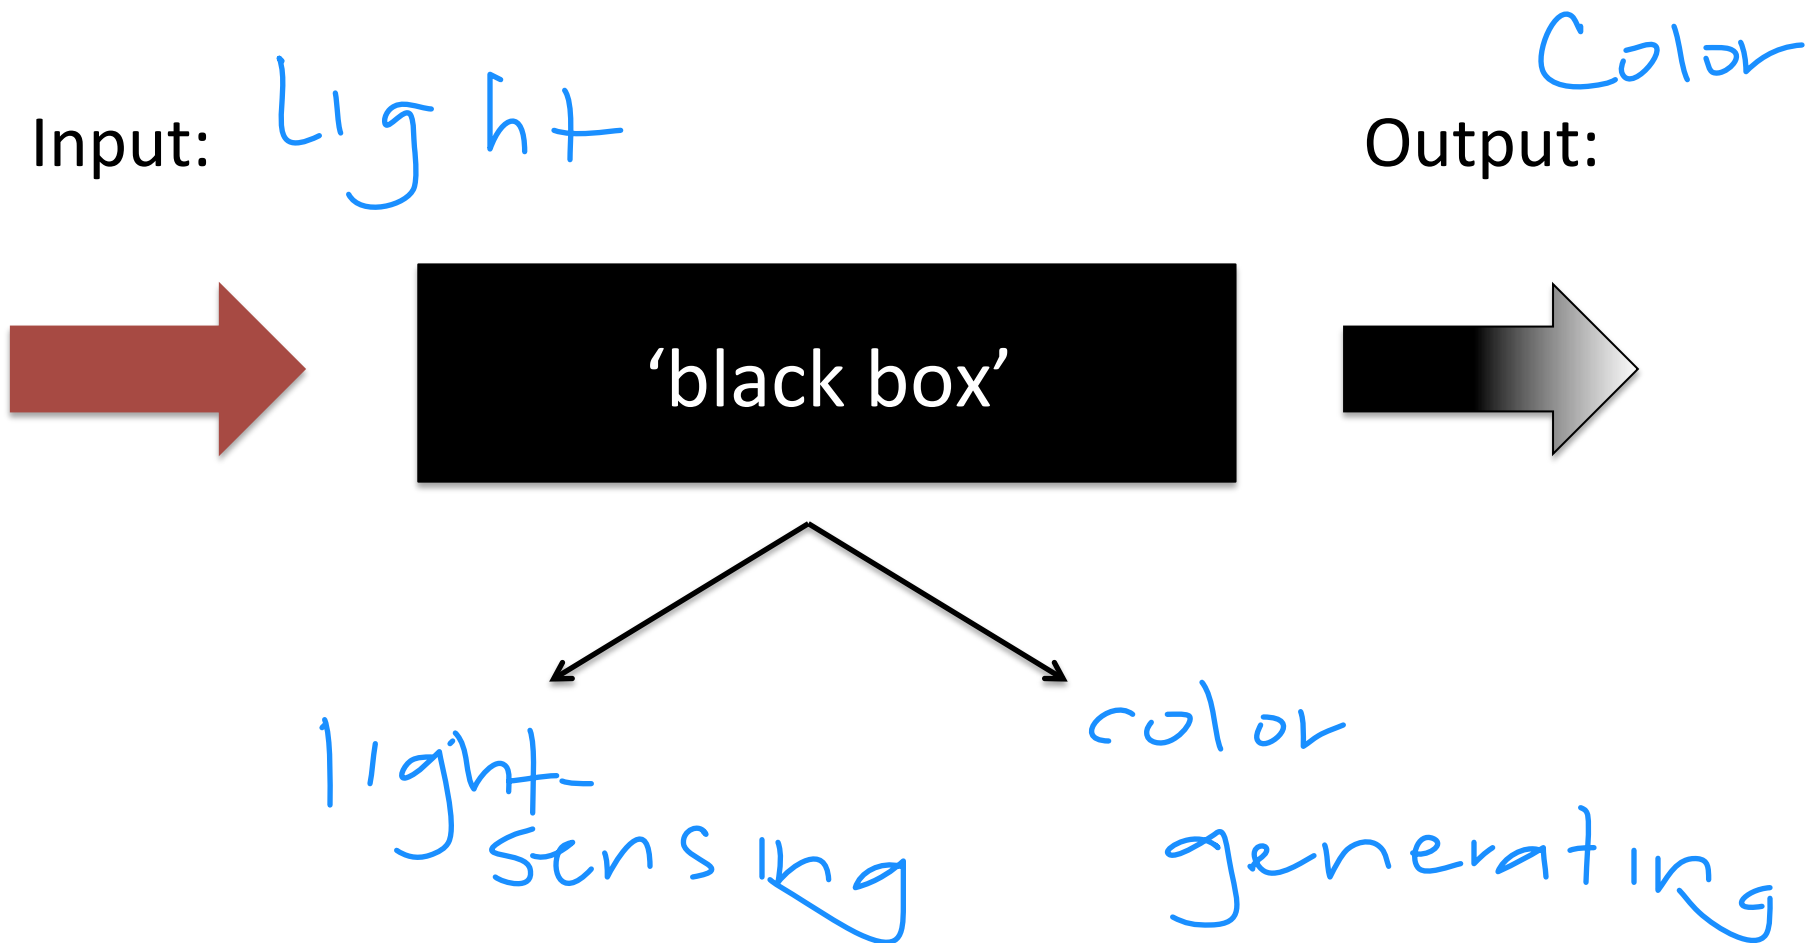 Color
Input: Light
Output:
‘black box’
light-
sensing
color
generating